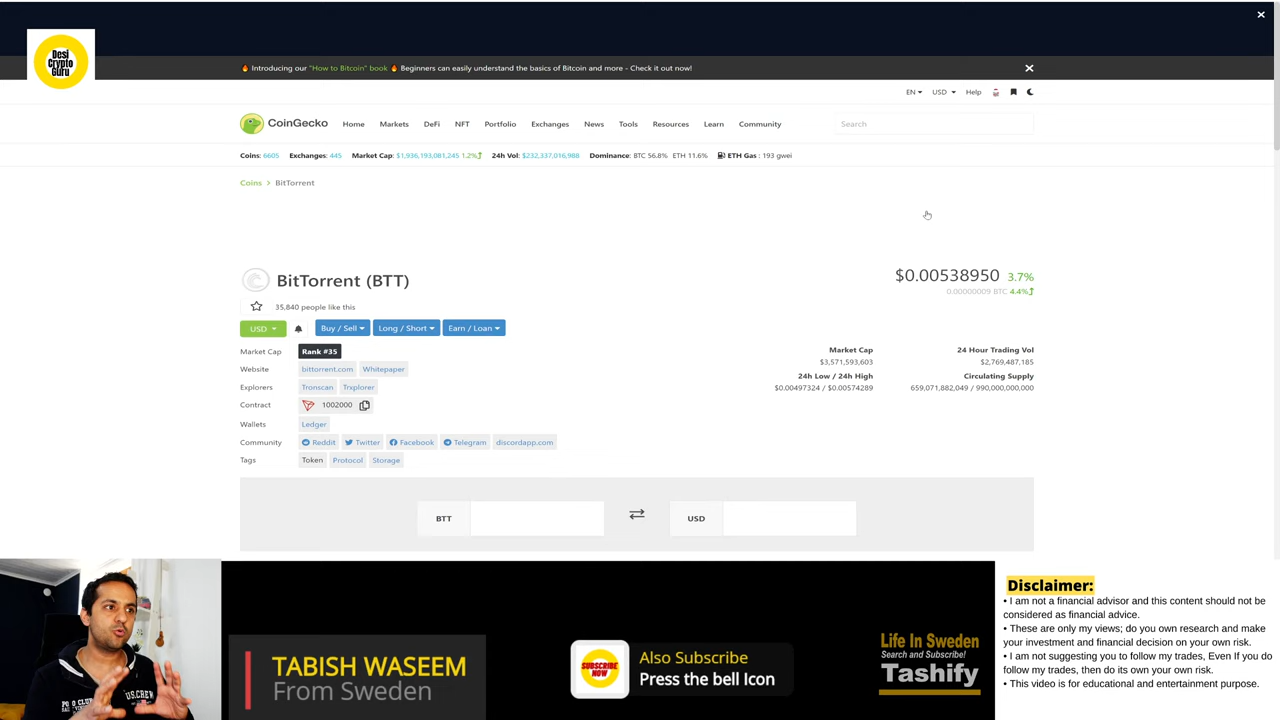 Desi
Crypto
Guru
Introducing our "How to Bitcoin" book Beginners can easily understand the basics of Bitcoin and more - Check it out now!
EN USD Help
CoinGecko Home Markets DeFi NFT Portfolio Exchanges News Tools Resources Learn Community Search
Coins: 6605 Exchanges: 445 Market Cap: $1,936,193,081,245 1.2% 24h Vol: $232,337,016,988 Dominance: BTC 56.8% ETH 11.6% ETH Gas : 193 gwei
Coins > BitTorrent
BitTorrent (BTT)
$0.00538950 3.7%
0.00000009 BTC 4.4%
35,840 people like this
USD Buy / Sell Long / Short Earn / Loan
Market Cap Rank #35
Website bittorrent.com Whitepaper
Explorers Tronscan Trxplorer
Contract 1002000
Wallets Ledger
Community Reddit Twitter Facebook Telegram discordapp.com
Tags Token Protocol Storage
Market Cap 24 Hour Trading Vol
$3,571,593,603 $2,769,487,185
24h Low / 24h High Circulating Supply
$0.00497324 / $0.00574289 659,071,882,049 / 990,000,000,000
BTT USD
TABISH WASEEM
From Sweden
SUBSCRIBE
NOW
Also Subscribe
Press the bell Icon
Life In Sweden
Search and Subscribe!
Tashify
Disclaimer:
• I am not a financial advisor and this content should not be
considered as financial advice.
• These are only my views; do you own research and make
your investment and financial decision on your own risk.
• I am not suggesting you to follow my trades, Even If you do
follow my trades, then do its own your own risk.
• This video is for educational and entertainment purpose.